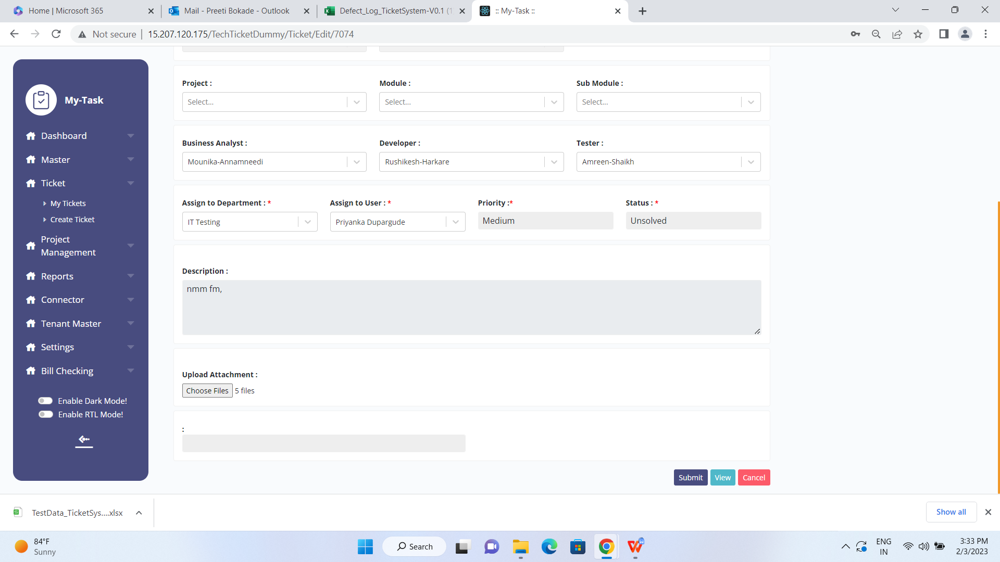 Home | Microsoft 365
Mail - Preeti Bokade - Outlook
Defect_Log_TicketSystem-V0.1 (1
:: My-Task ::
Not secure | 15.207.120.175/TechTicketDummy/Ticket/Edit/7074
My-Task
Dashboard
Master
Ticket
My Tickets
Create Ticket
Project
Management
Reports
Connector
Tenant Master
Settings
Bill Checking
Enable Dark Mode!
Enable RTL Mode!
Project : Module : Sub Module :
Select... Select... Select...
Business Analyst : Developer : Tester :
Mounika-Annamneedi Rushikesh-Harkare Amreen-Shaikh
Assign to Department : * Assign to User : * Priority :* Status : *
IT Testing Priyanka Dupargude Medium Unsolved
Description :
nmm fm,
Upload Attachment :
Choose Files 5 files
:
Submit View Cancel
TestData_TicketSys....xlsx
Show all
84°F
Sunny
Search
ENG
IN
3:33 PM
2/3/2023